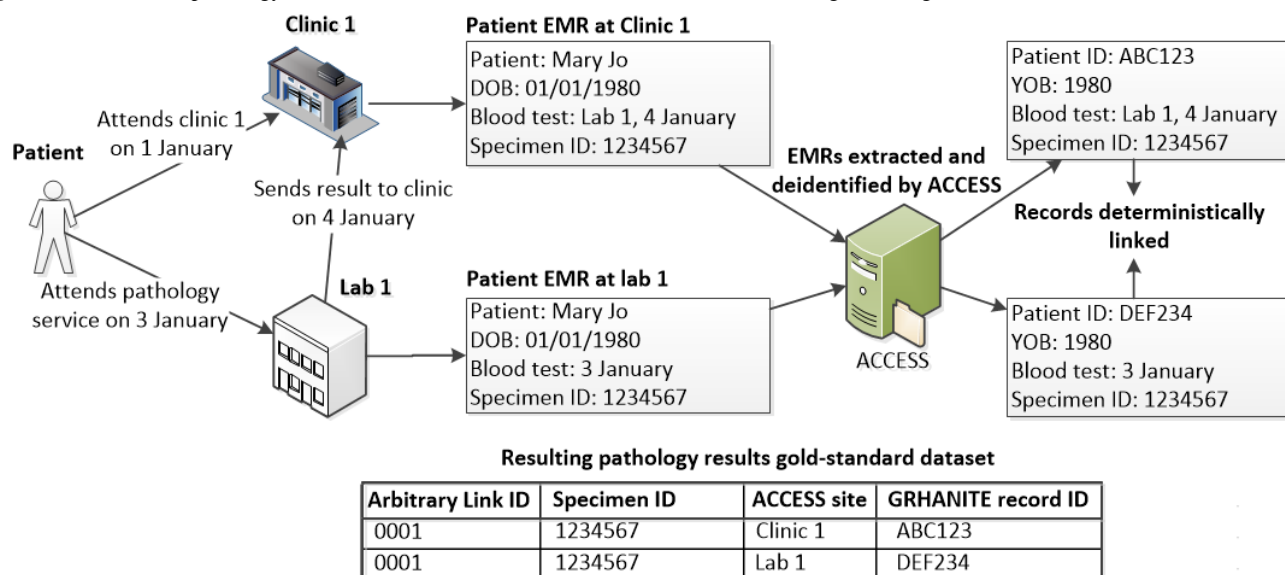 Clinic 1
Patient EMR at Clinic 1
Patient: Mary Jo
DOB: 01/01/1980
Blood test: Lab 1, 4 January
Specimen ID: 1234567
Patient ID: ABC123
YOB: 1980
Blood test: Lab 1, 4 January
Specimen ID: 1234567
Attends clinic 1
on 1 January
Patient
Sends result to clinic
on 4 January
EMRs extracted and
deidentified by ACCESS
Records deterministically
linked
Lab 1
Attends pathology
service on 3 January
Patient EMR at lab 1
Patient: Mary Jo
DOB: 01/01/1980
Blood test: 3 January
Specimen ID: 1234567
ACCESS
Patient ID: DEF234
YOB: 1980
Blood test: 3 January
Specimen ID: 1234567
Resulting pathology results gold-standard dataset
Arbitrary Link ID Specimen ID ACCESS site GRHANITE record ID
0001 1234567 Clinic 1 ABC123
0001 1234567 Lab 1 DEF234